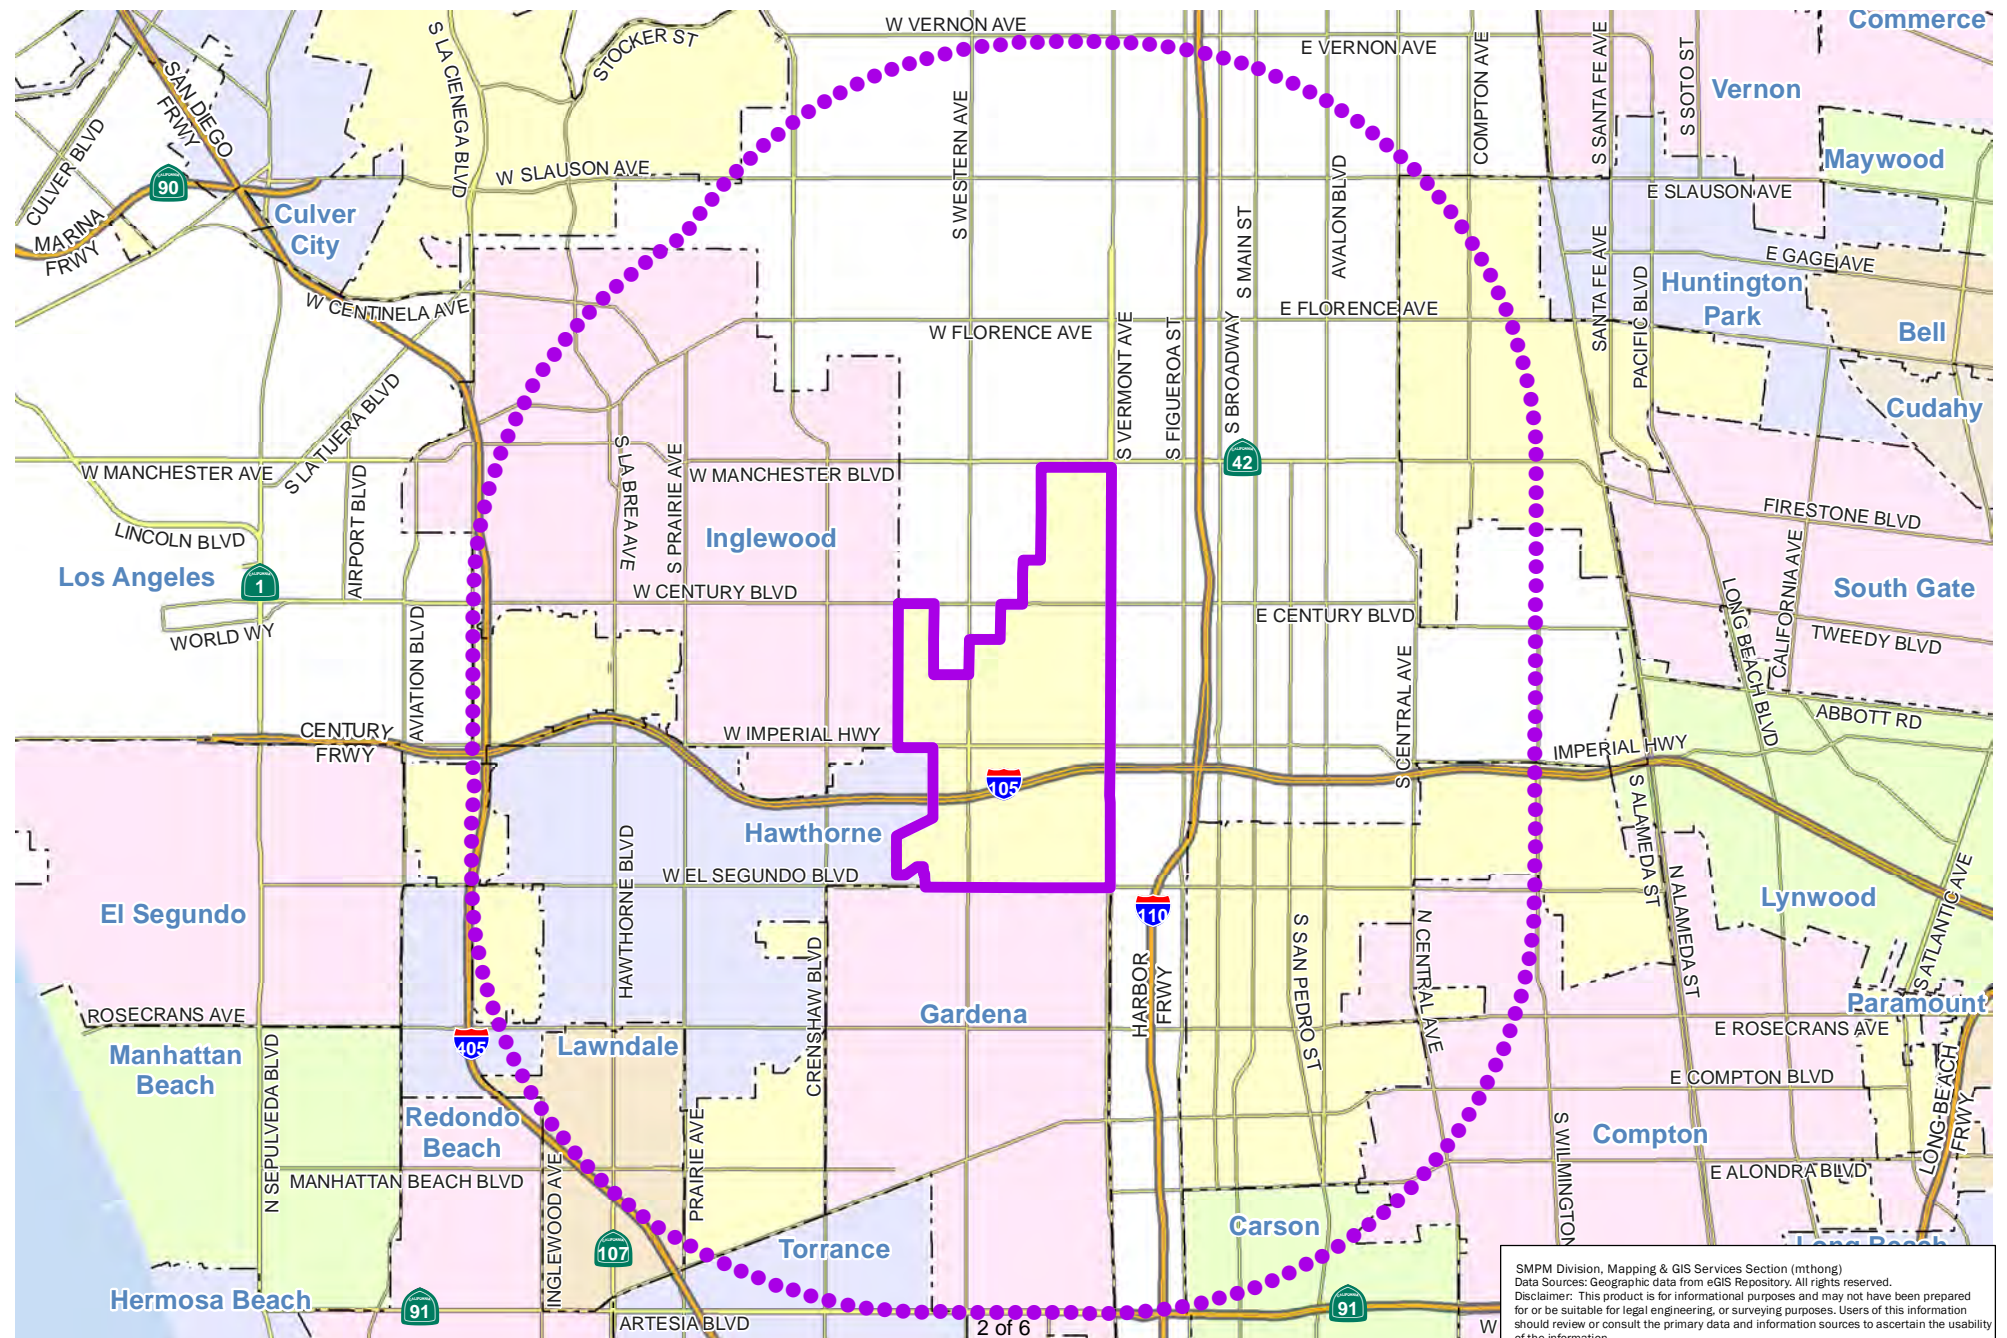 W VERNON AVE
E VERNON AVE
Commerce
STOCKER ST
S LA CIENEGA BLVD
SAN DIEGO
FRWY
COMPTON AVE
S SANTA FE AVE
S SOTO ST
Vernon
CULVER BLVD
S WESTERN AVE
Maywood
W SLAUSON AVE
E SLAUSON AVE
90
MARINA
FRWY
Culver
City
S MAIN ST
AVALON BLVD
SANTA FE AVE
PACIFIC BLVD
E GAGE AVE
Huntington
Park
Bell
W CENTINELA AVE
W FLORENCE AVE
E FLORENCE AVE
S VERMONT AVE
S FIGUEROA ST
S BROADWAY
Cudahy
S LA TIJERA BLVD
W MANCHESTER AVE
W MANCHESTER BLVD
42
AIRPORT BLVD
S LA BREA AVE
S PRAIRIE AVE
LINCOLN BLVD
FIRESTONE BLVD
Inglewood
Los Angeles
1
South Gate
CALIFORNIA AVE
LONG BEACH BLVD
W CENTURY BLVD
E CENTURY BLVD
WORLD WY
TWEEDY BLVD
AVIATION BLVD
S CENTRAL AVE
ABBOTT RD
CENTURY
FRWY
W IMPERIAL HWY
IMPERIAL HWY
105
S ALAMEDA ST
Hawthorne
HAWTHORNE BLVD
W EL SEGUNDO BLVD
Lynwood
El Segundo
110
N ALAMEDA ST
S ATLANTIC AVE
CRENSHAW BLVD
HARBOR
FRWY
S SAN PEDRO ST
N CENTRAL AVE
Paramount
ROSECRANS AVE
Gardena
E ROSECRANS AVE
405
Lawndale
Manhattan
Beach
N SEPULVEDA BLVD
E COMPTON BLVD
LONG BEACH
FRWY
Redondo
Beach
PRAIRIE AVE
Compton
S WILMINGTON
MANHATTAN BEACH BLVD
E ALONDRA BLVD
INGLEWOOD AVE
107
Torrance
Carson
Long Beach
Hermosa Beach
91
91
ARTESIA BLVD
2 of 6
W
SMPM Division, Mapping & GIS Services Section (mthong)
Data Sources: Geographic data from eGIS Repository. All rights reserved.
Disclaimer: This product is for informational purposes and may not have been prepared
for or be suitable for legal engineering, or surveying purposes. Users of this information
should review or consult the primary data and information sources to ascertain the usability
of the information.